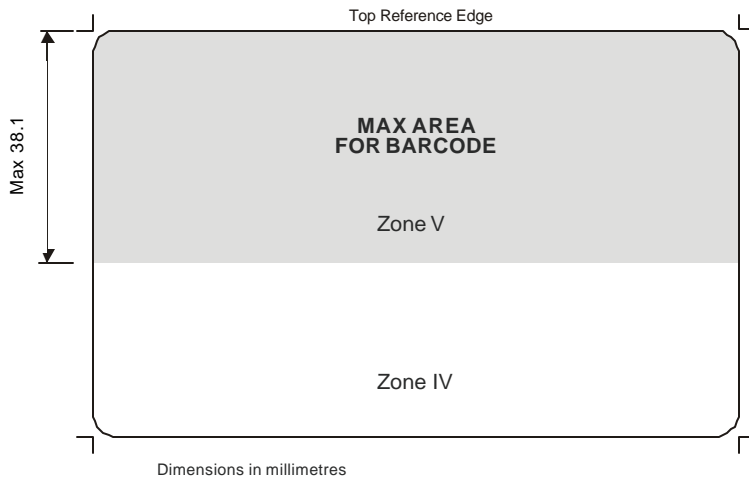 Top Reference Edge
Max 38.1
MAX AREA
FOR BARCODE
Zone V
Zone IV
Dimensions in millimetres